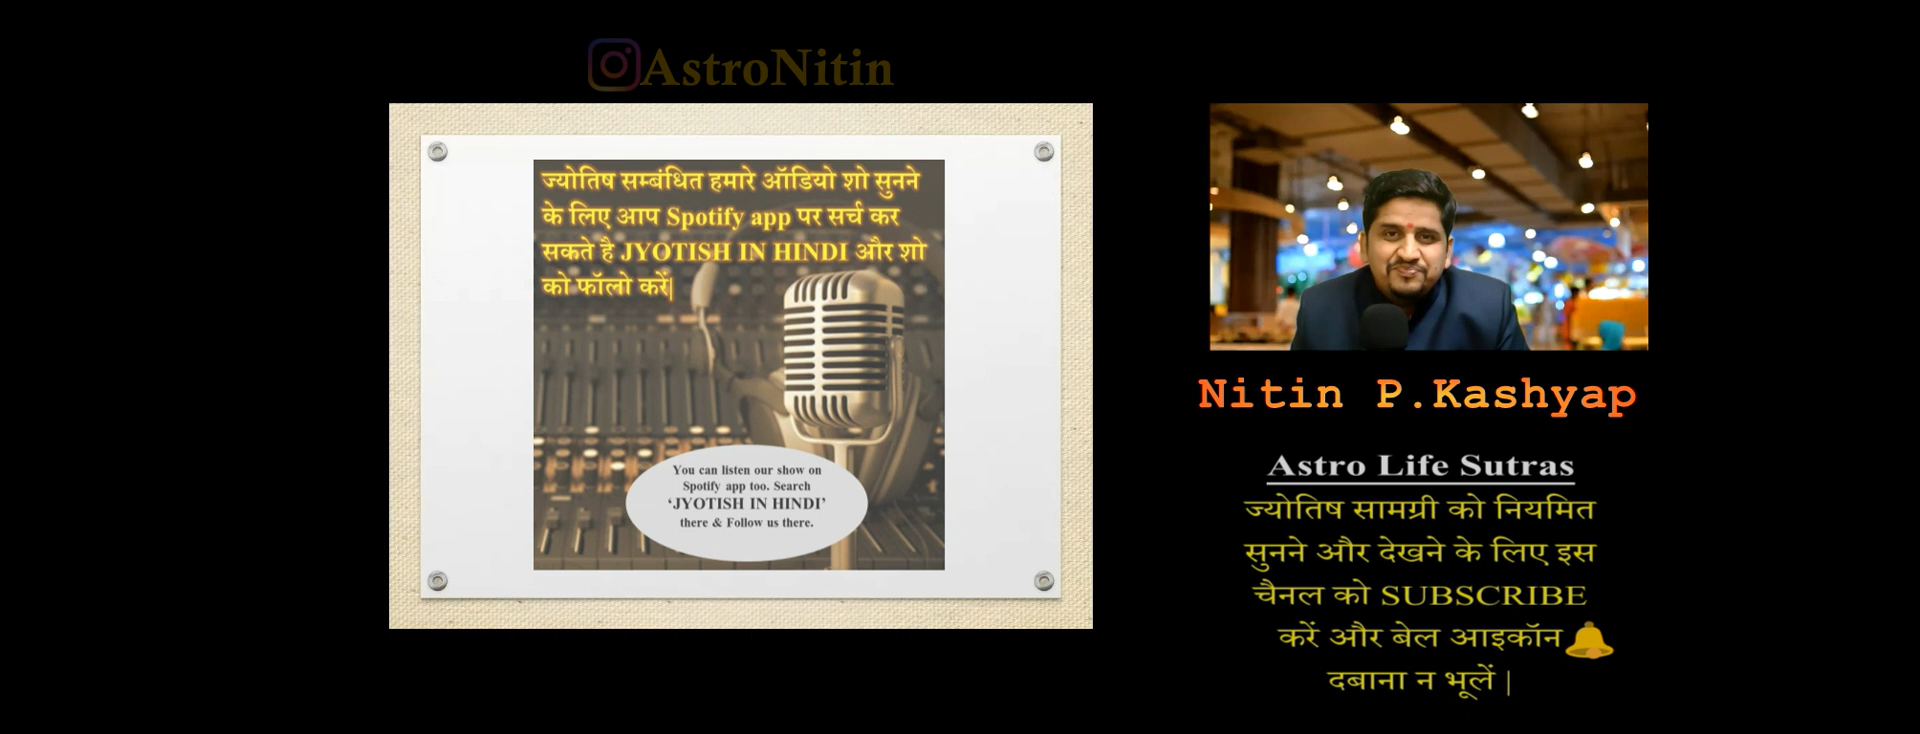 AstroNitin
ज्योतिष सम्बंधित हमारे ऑडियो शो सुनने
के लिए आप Spotify app पर सर्च कर
सकते है JYOTISH IN HINDI और शो
को फॉलो करें|
You can listen our show on
Spotify app too. Search
‘JYOTISH IN HINDI’
there & Follow us there.
Nitin P.Kashyap
Astro Life Sutras
ज्योतिष सामग्री को नियमित
सुनने और देखने के लिए इस
चैनल को SUBSCRIBE
करें और बेल आइकॉन
दबाना न भूलें |